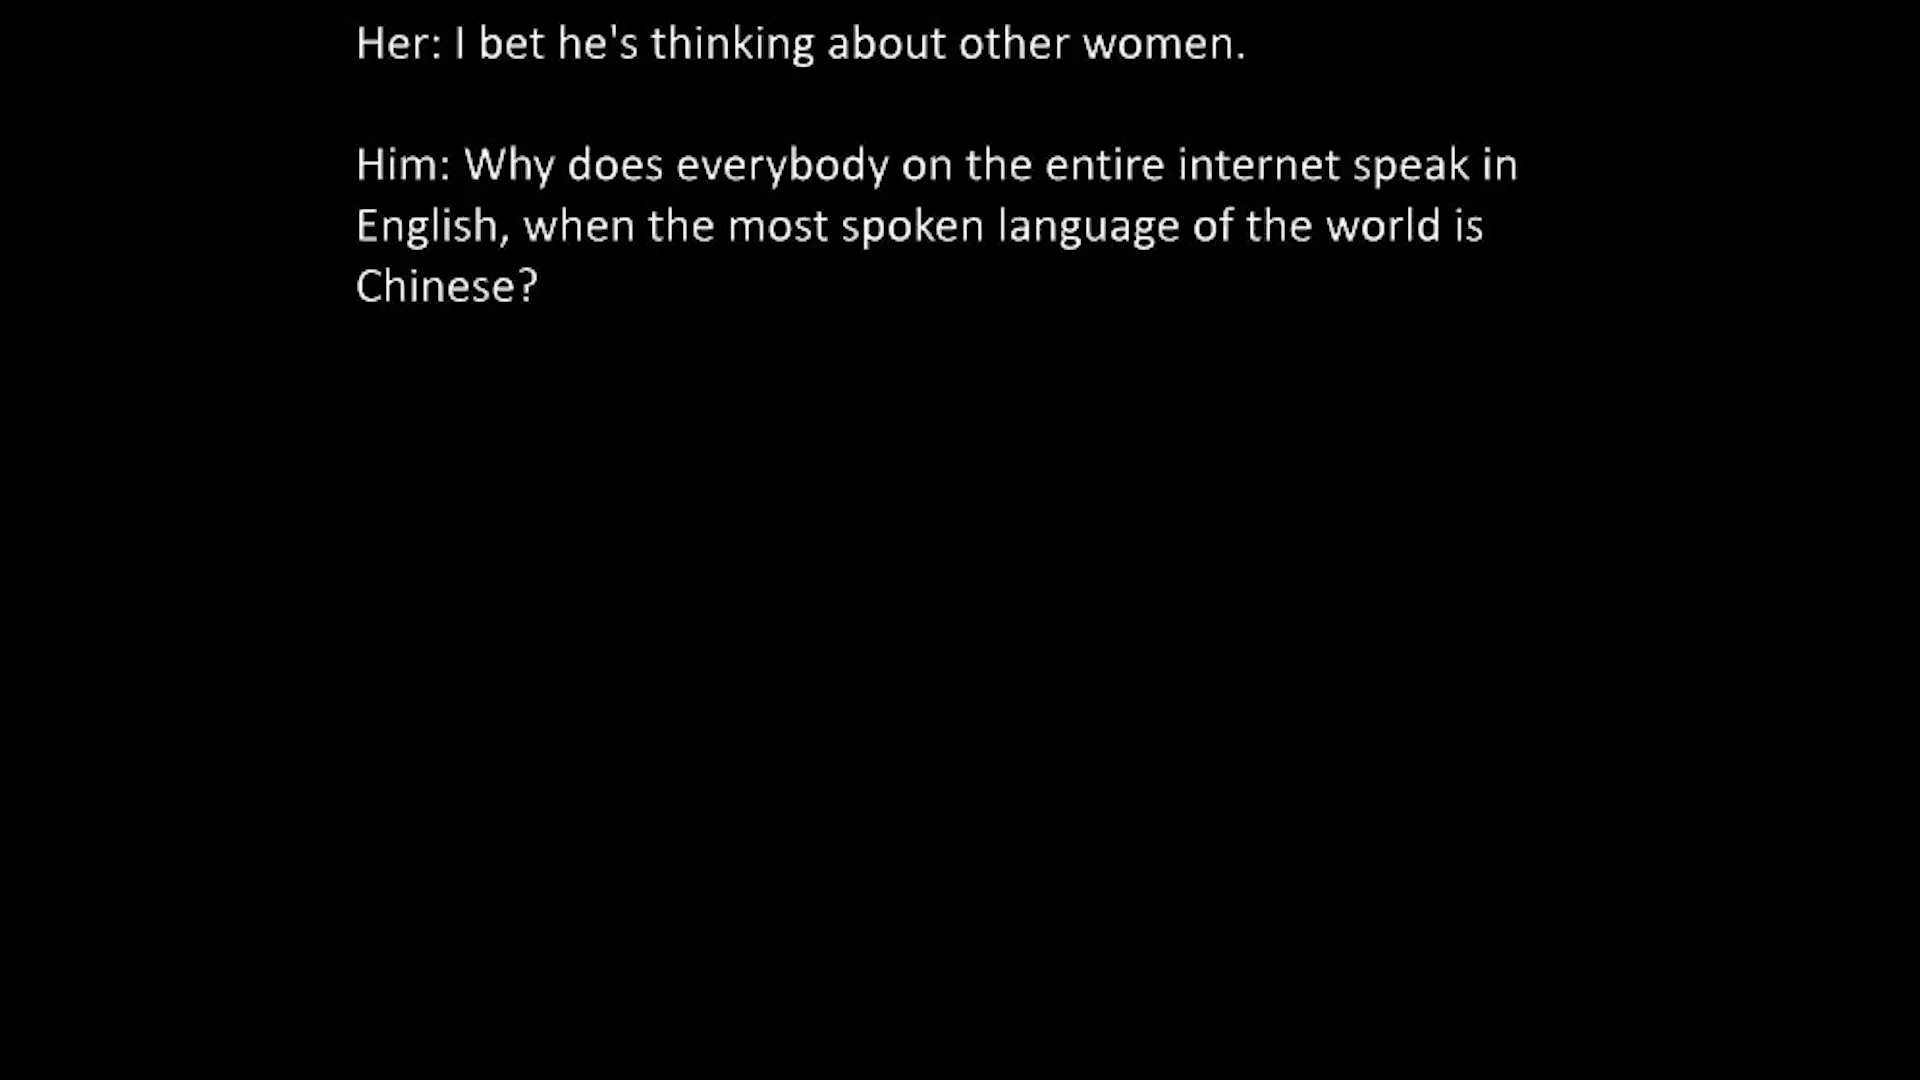 Her: I bet he's thinking about other women.
Him: Why does everybody on the entire internet speak in
English, when the most spoken language of the world is
Chinese?